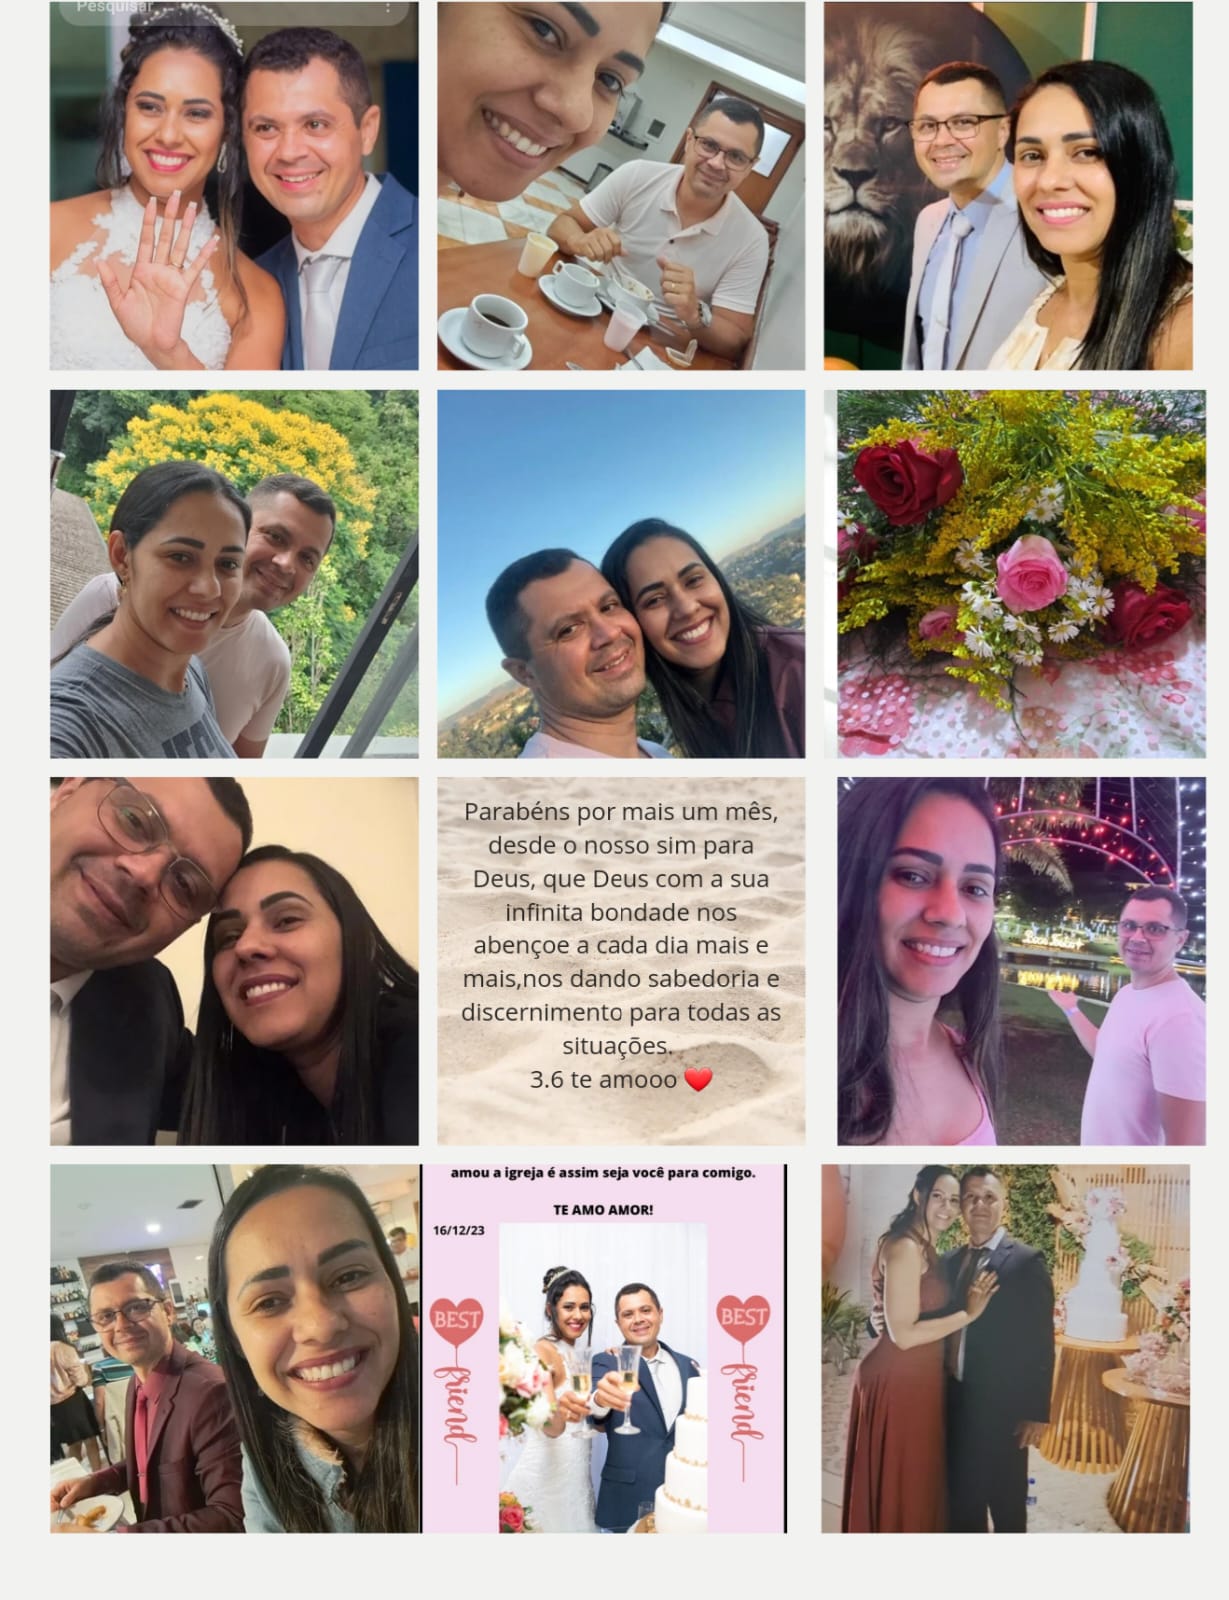 Pesquisar
Parabéns por mais um mês,
desde o nosso sim para
Deus, que Deus com a sua
infinita bondade nos
abençoe a cada dia mais e
mais,nos dando sabedoria e
discernimento para todas as
situações.
3.6 te amooo ❤️
amou a igreja é assim seja você para comigo.
TE AMO AMOR!
16/12/23
BEST
friend
BEST
friend